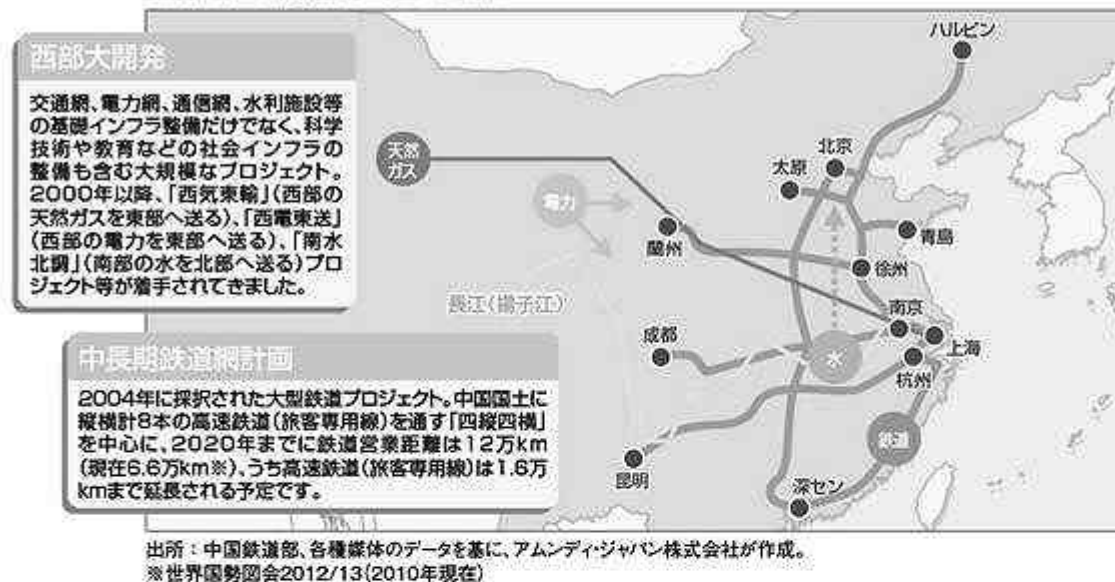 西部大開発
交通網、電力網、通信網、水利施設等
の基礎インフラ整備だけでなく、科学
技術や教育などの社会インフラの
整備も含む大規模なプロジェクト。
2000年以降、「西気東輸」(西部の
天然ガスを東部へ送る)、「西電東送」
(西部の電力を東部へ送る)、「南水
北調」(南部の水を北部へ送る)プロ
ジェクト等が着手されてきました。
中長期鉄道網計画
2004年に採択された大型鉄道プロジェクト。中国国土に
縦横計8本の高速鉄道(旅客専用線)を通す「四縦四横」
を中心に、2020年までに鉄道営業距離は12万km
(現在6.6万km※)、うち高速鉄道(旅客専用線)は1.6万
kmまで延長される予定です。
ハルビン
北京
太原
天然
ガス
電力
青島
蘭州
徐州
長江(揚子江)
南京
成都
水
上海
杭州
鉄道
昆明
深セン
出所:中国鉄道部、各種媒体のデータを基に、アムンディ・ジャパン株式会社が作成。
※世界国勢図会2012/13(2010年現在)